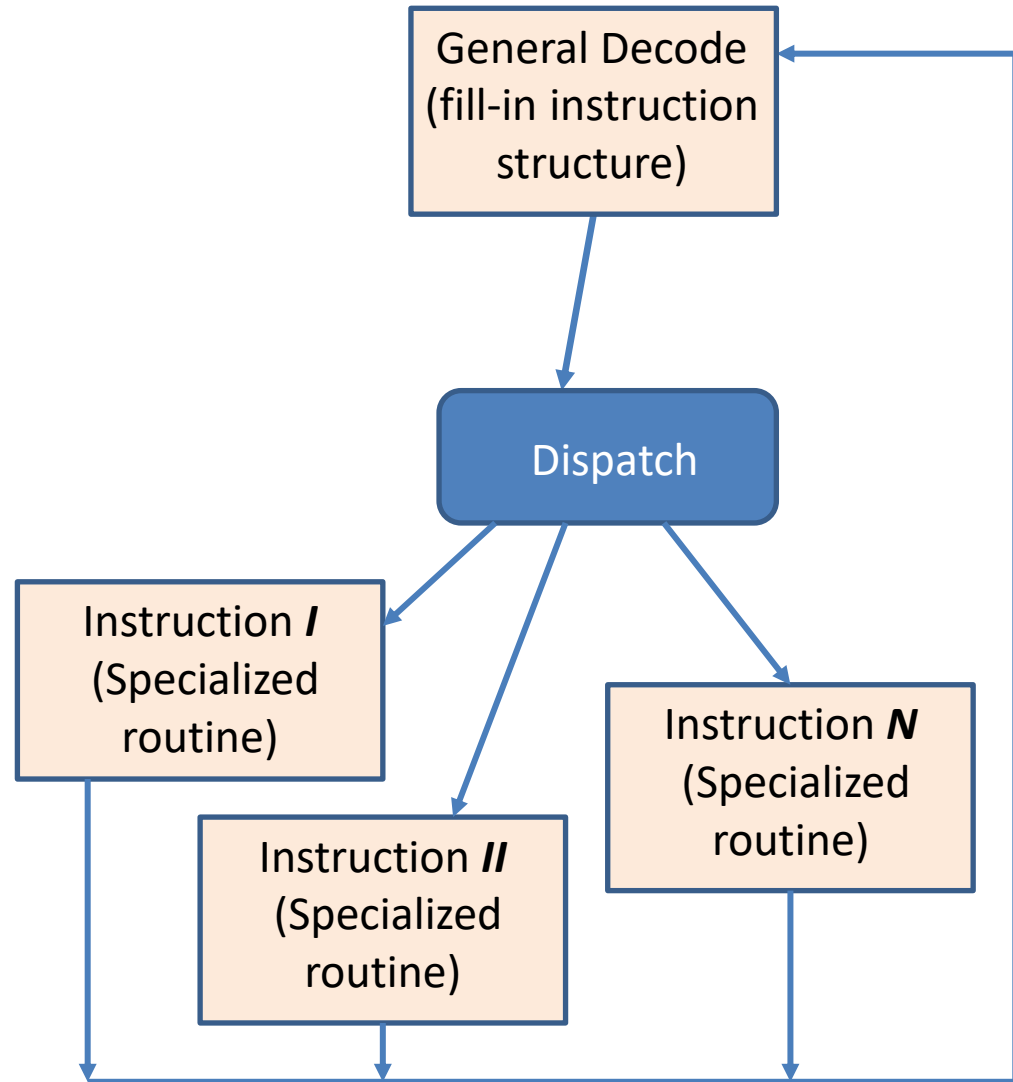 General Decode
(fill-in instruction
structure)
Dispatch
Instruction I
(Specialized
routine)
Instruction II
(Specialized
routine)
Instruction N
(Specialized
routine)